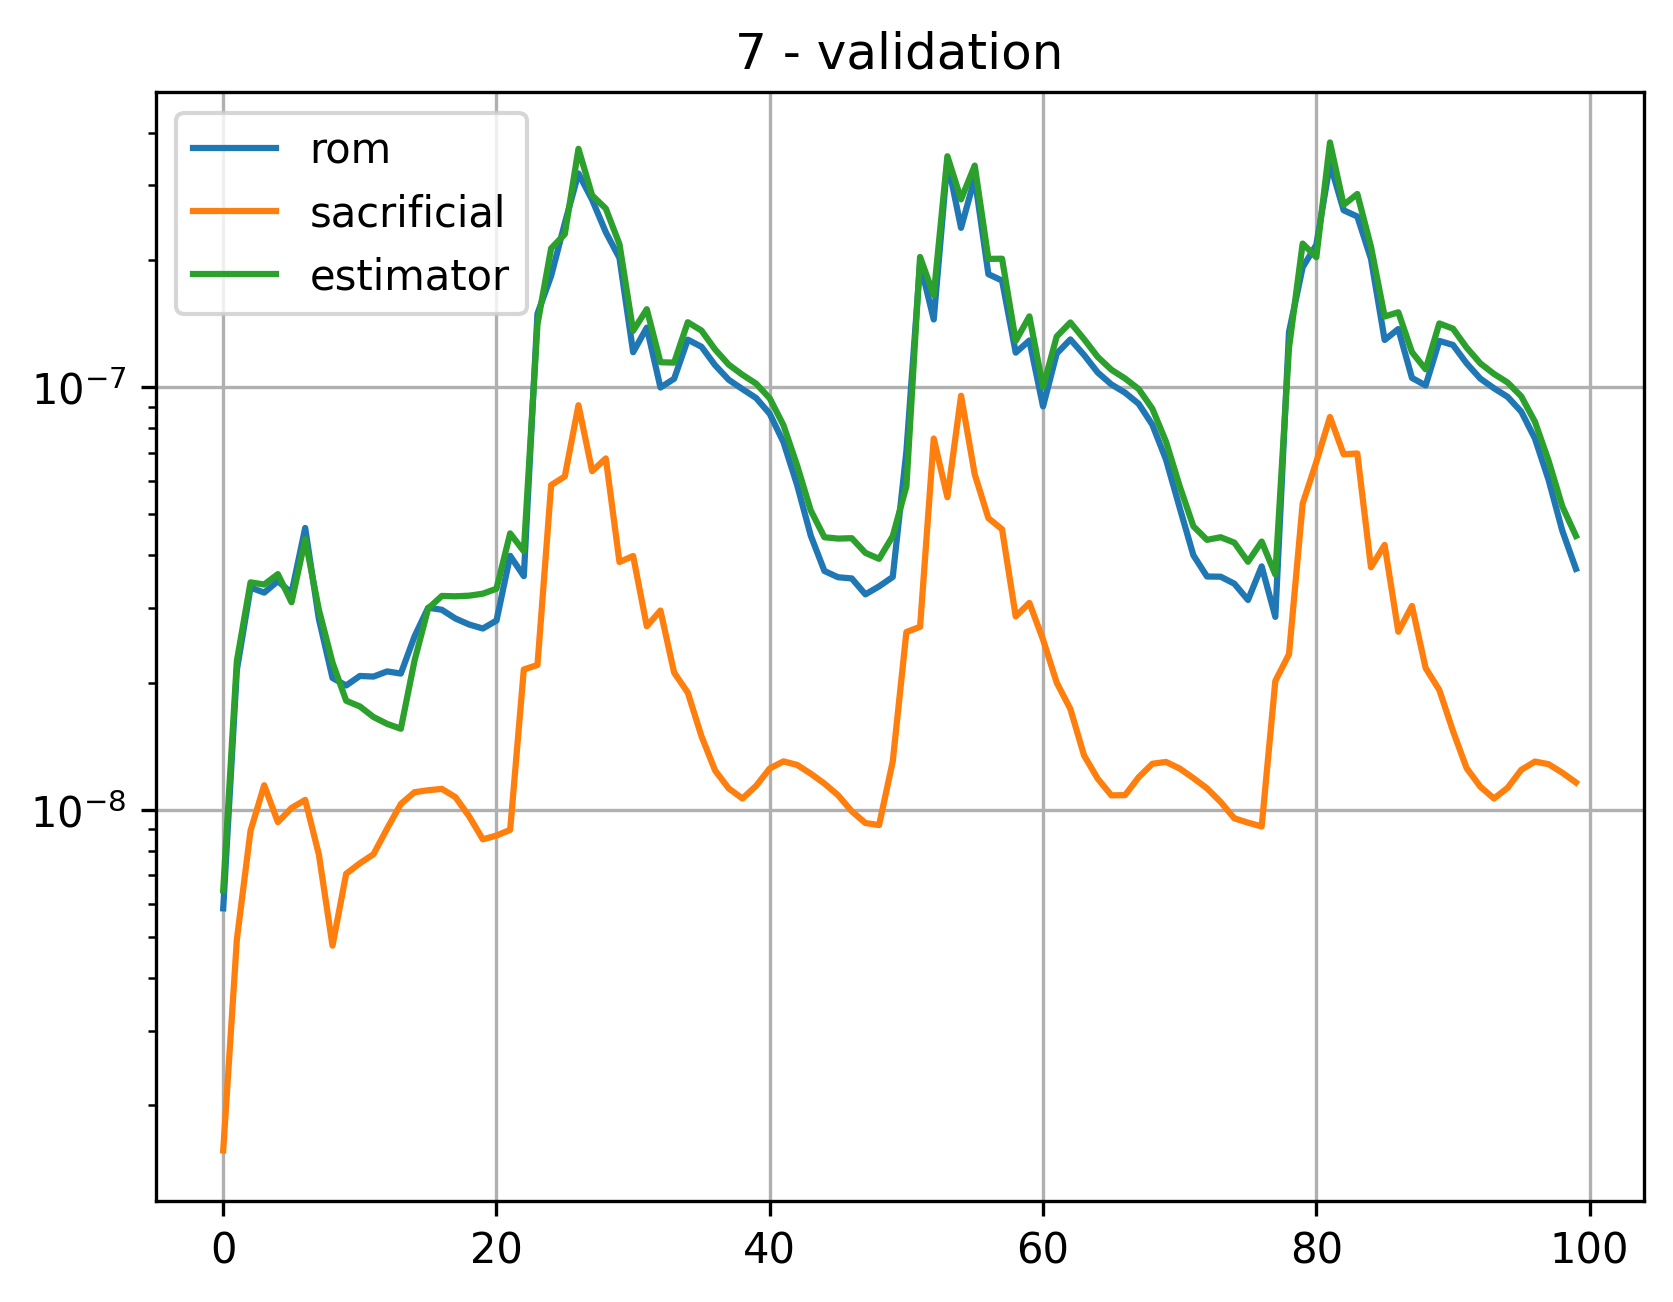 7 - validation
rom
sacrificial
estimator
10⁻⁷
10⁻⁸
0 20 40 60 80 100